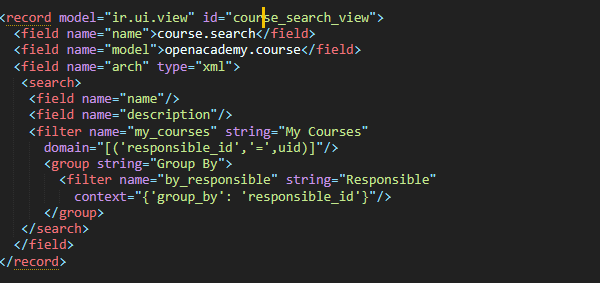 <record model="ir.ui.view" id="course_search_view">
<field name="name">course.search</field>
<field name="model">openacademy.course</field>
<field name="arch" type="xml">
<search>
<field name="name"/>
<field name="description"/>
<filter name="my_courses" string="My Courses"
domain="[('responsible_id','=',uid)]"/>
<group string="Group By">
<filter name="by_responsible" string="Responsible"
context="{'group_by': 'responsible_id'}"/>
</group>
</search>
</field>
</record>